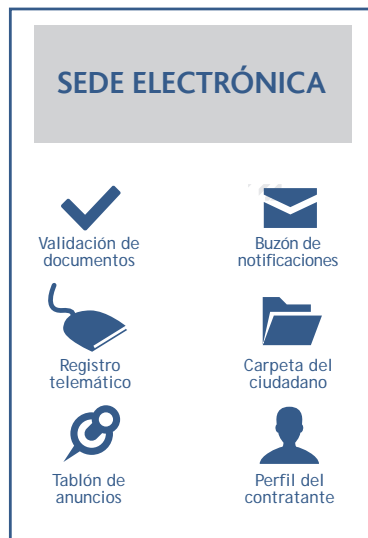 SEDE ELECTRÓNICA
Validación de
documentos
Buzón de
notificaciones
Registro
telemático
Carpeta del
ciudadano
Tablón de
anuncios
Perfil del
contratante